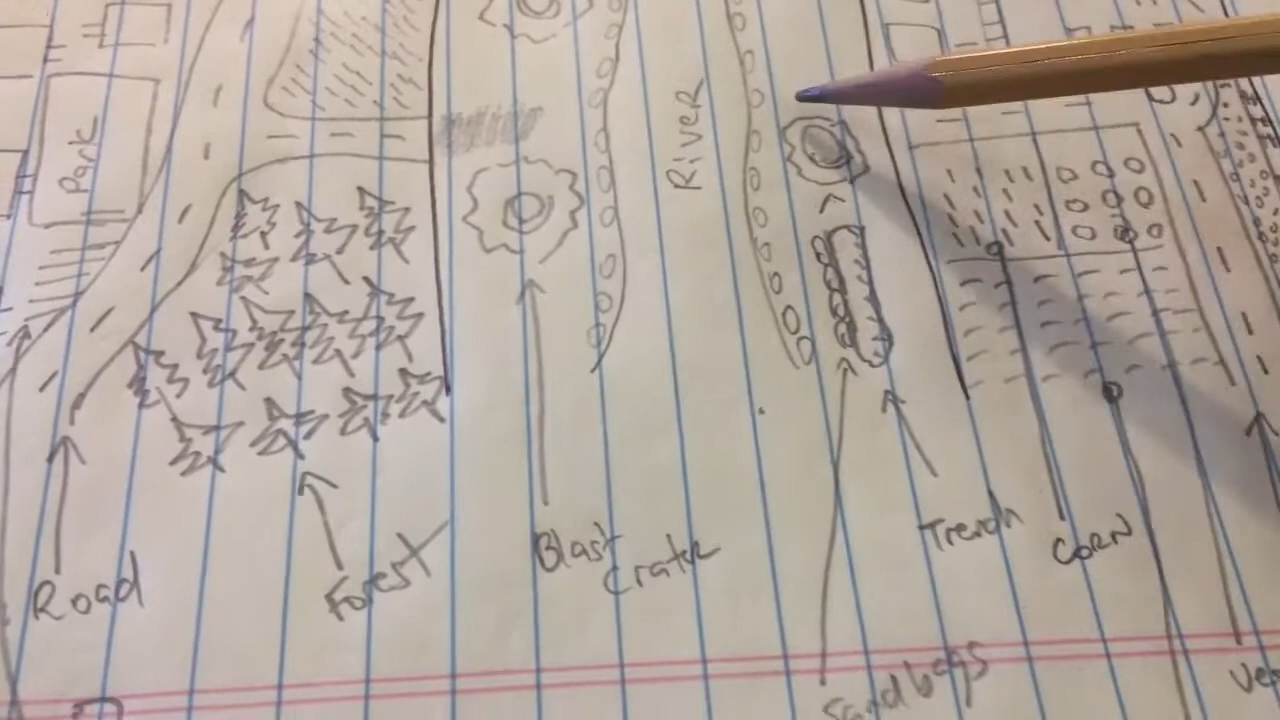 Park
River
Road
Forest
Blast
Crater
Trench
CORN
Sandbags